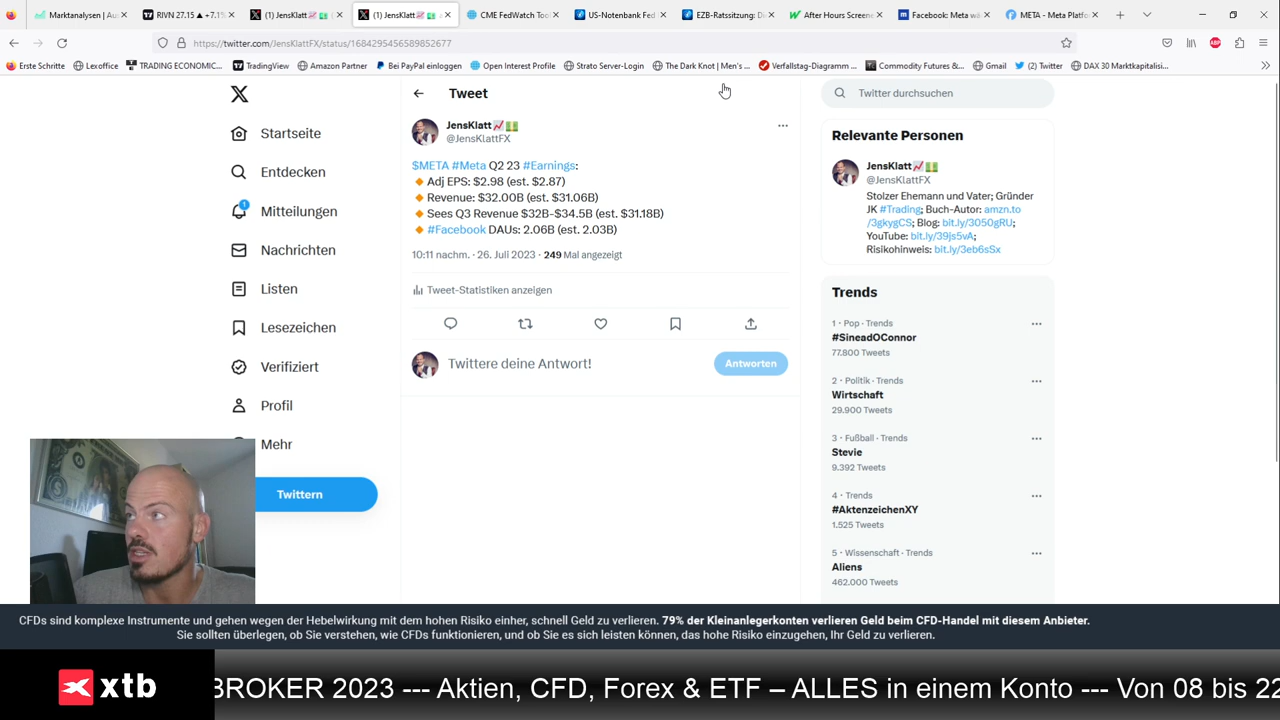 Marktanalysen | Au
RIVN 27.15 ▲ +7.1
(1) JensKlatt📈💵
(1) JensKlatt📈💵
CME FedWatch Too
US-Notenbank Fed
EZB-Ratssitzung: D
After Hours Screene
Facebook: Meta w
META - Meta Platfo
https://twitter.com/JensKlattFX/status/1684295456589852677
Erste Schritte
Lexoffice
TRADING ECONOMIC...
TradingView
Amazon Partner
Bei PayPal einloggen
Open Interest Profile
Strato Server-Login
The Dark Knot | Men's ...
Verfallstag-Diagramm ...
Commodity Futures &...
Gmail
(2) Twitter
DAX 30 Marktkapitalisi...
Startseite
Entdecken
1
Mitteilungen
Nachrichten
Listen
Lesezeichen
Verifiziert
Profil
Mehr
Twittern
Tweet
JensKlatt📈💵
@JensKlattFX
$META #Meta Q2 23 #Earnings:
🔸Adj EPS: $2.98 (est. $2.87)
🔸Revenue: $32.00B (est. $31.06B)
🔸Sees Q3 Revenue $32B-$34.5B (est. $31.18B)
🔸#Facebook DAUs: 2.06B (est. 2.03B)
10:11 nachm. · 26. Juli 2023 · 249 Mal angezeigt
Tweet-Statistiken anzeigen
Twittere deine Antwort!
Antworten
Twitter durchsuchen
Relevante Personen
JensKlatt📈💵
@JensKlattFX
Stolzer Ehemann und Vater; Gründer
JK #Trading; Buch-Autor: amzn.to
/3gkygCS; Blog: bit.ly/3050gRU;
YouTube: bit.ly/39js5vA;
Risikohinweis: bit.ly/3eb6sSx
Trends
1 · Pop · Trends
#SineadOConnor
77.800 Tweets
2 · Politik · Trends
Wirtschaft
29.900 Tweets
3 · Fußball · Trends
Stevie
9.392 Tweets
4 · Trends
#AktenzeichenXY
1.525 Tweets
5 · Wissenschaft · Trends
Aliens
462.000 Tweets
CFDs sind komplexe Instrumente und gehen wegen der Hebelwirkung mit dem hohen Risiko einher, schnell Geld zu verlieren. 79% der Kleinanlegerkonten verlieren Geld beim CFD-Handel mit diesem Anbieter.
Sie sollten überlegen, ob Sie verstehen, wie CFDs funktionieren, und ob Sie es sich leisten können, das hohe Risiko einzugehen, Ihr Geld zu verlieren.
xtb
BROKER 2023 --- Aktien, CFD, Forex & ETF – ALLES in einem Konto --- Von 08 bis 22